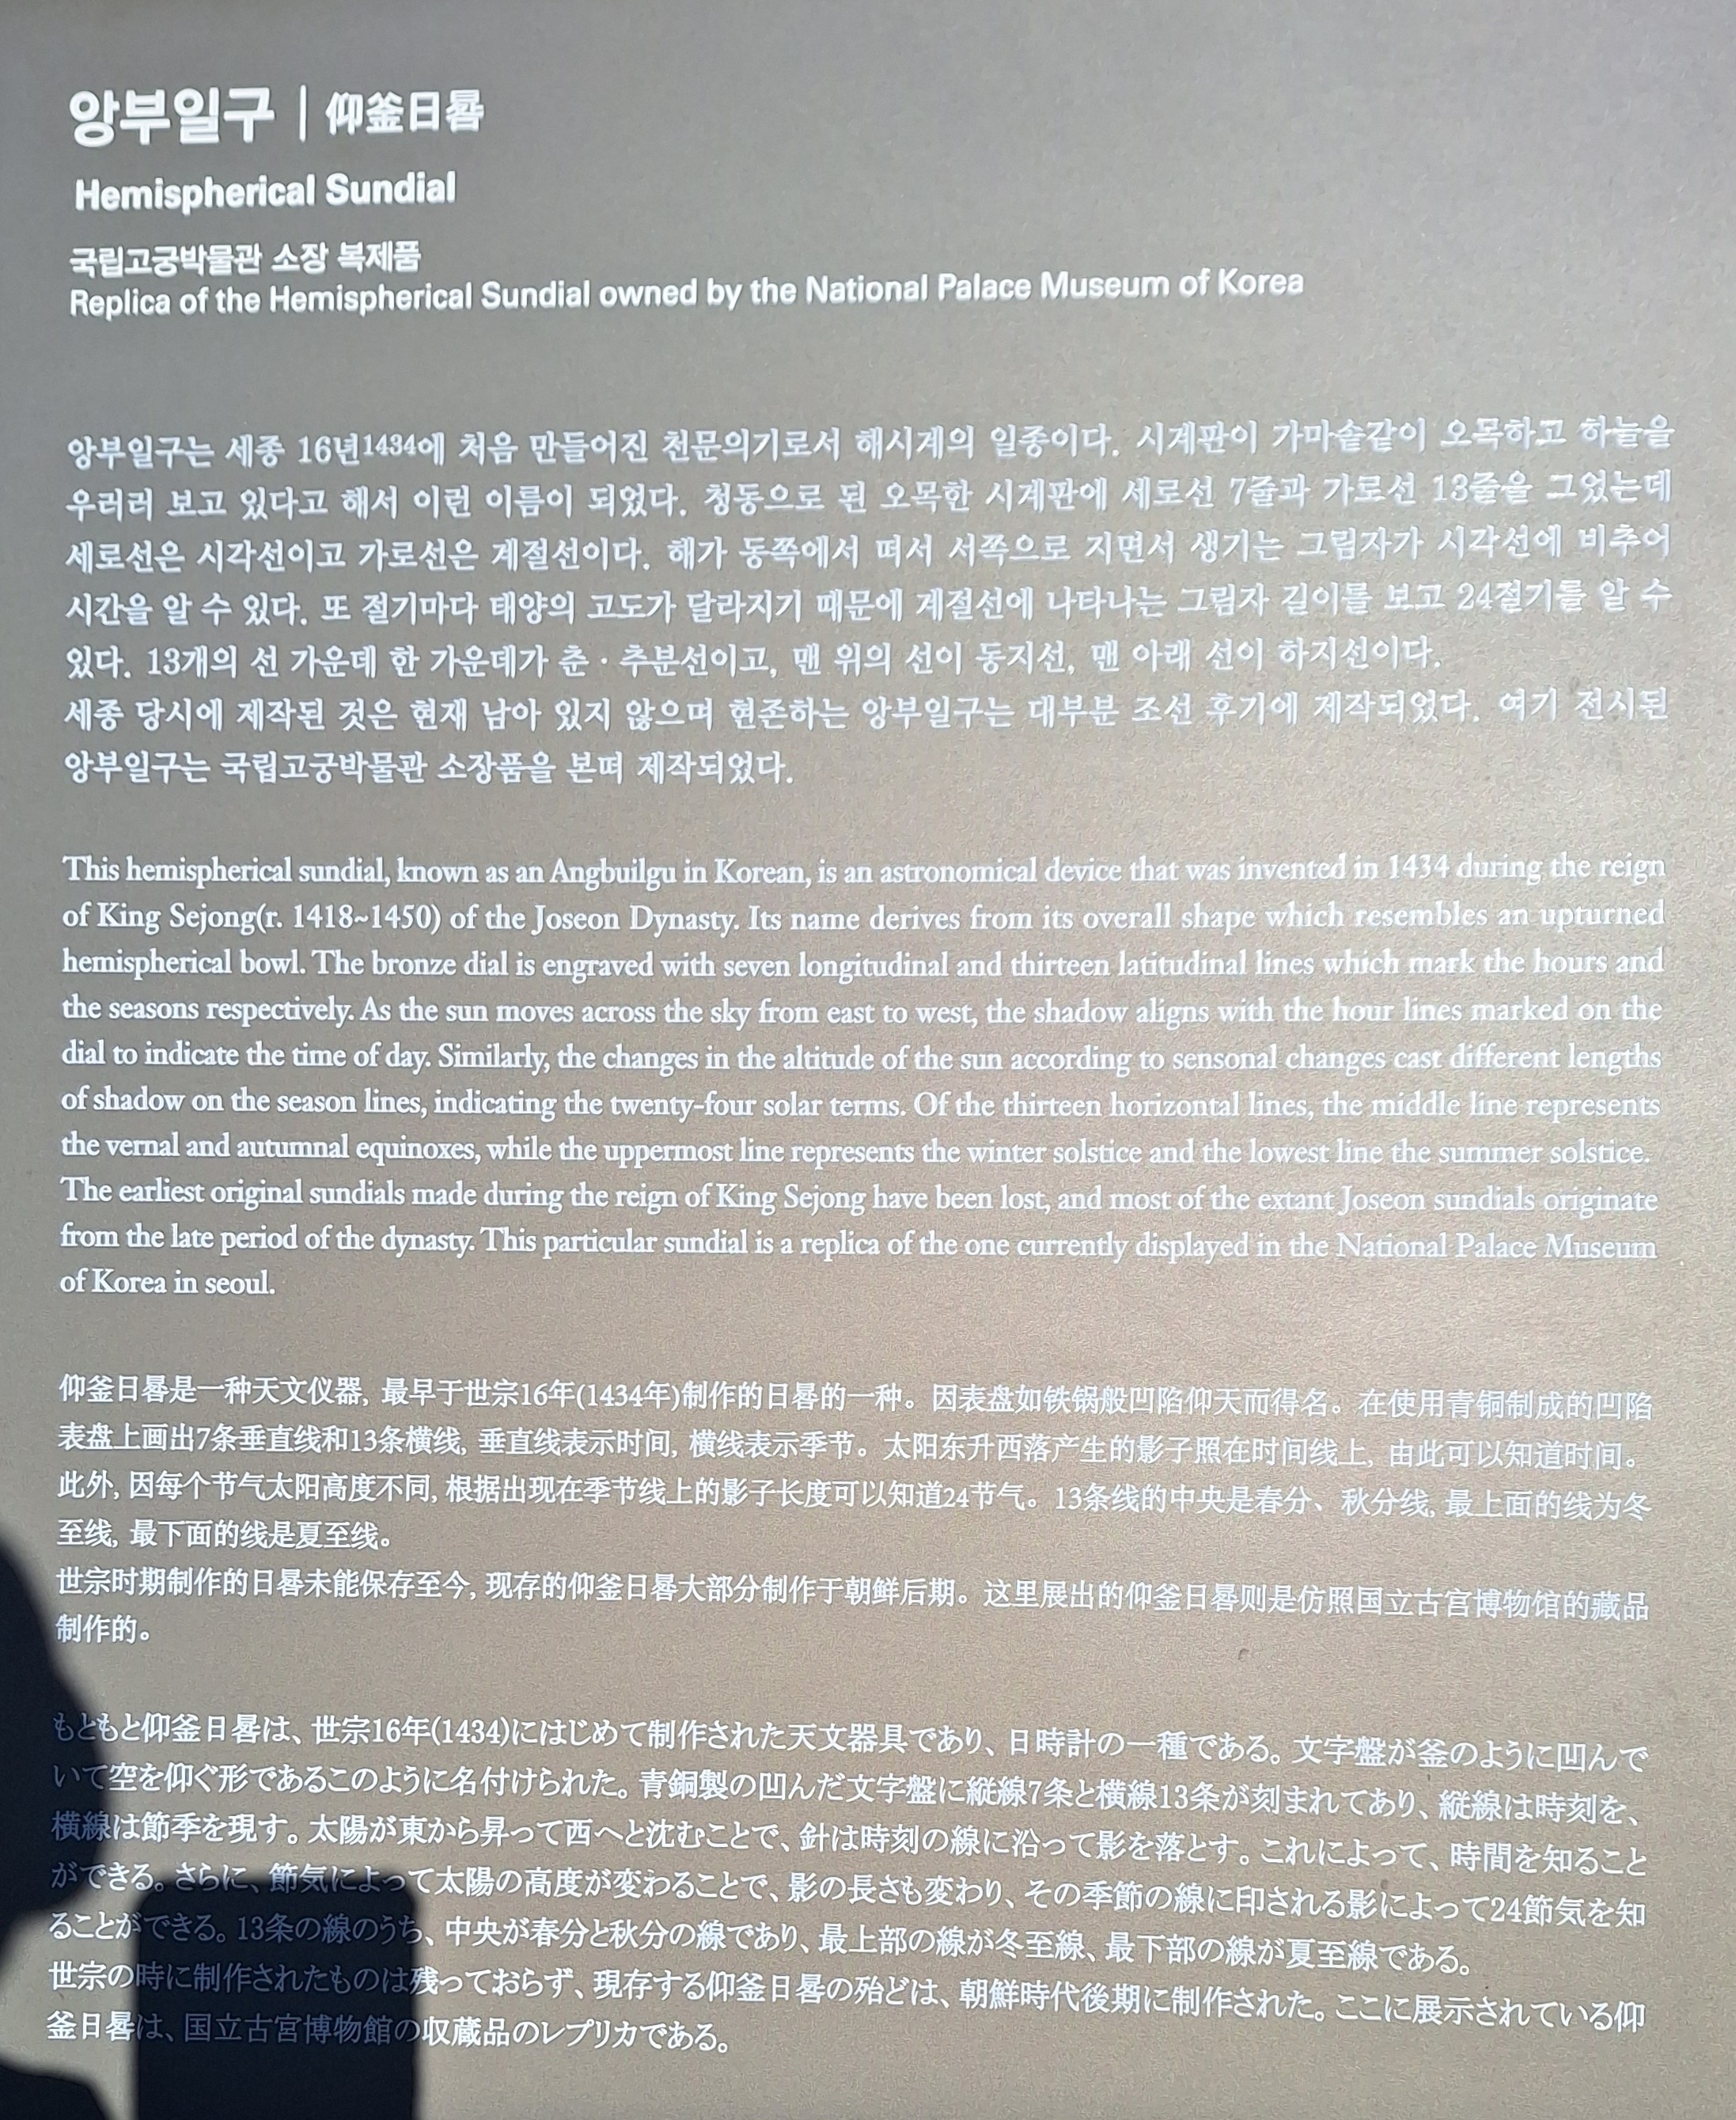 앙부일구 | 仰釜日晷
Hemispherical Sundial
국립고궁박물관 소장 복제품
Replica of the Hemispherical Sundial owned by the National Palace Museum of Korea
앙부일구는 세종 16년1434에 처음 만들어진 천문의기로서 해시계의 일종이다. 시계판이 가마솥같이 오목하고 하늘을
우러러 보고 있다고 해서 이런 이름이 되었다. 청동으로 된 오목한 시계판에 세로선 7줄과 가로선 13줄을 그었는데
세로선은 시각선이고 가로선은 계절선이다. 해가 동쪽에서 떠서 서쪽으로 지면서 생기는 그림자가 시각선에 비추어
시간을 알 수 있다. 또 절기마다 태양의 고도가 달라지기 때문에 계절선에 나타나는 그림자 길이를 보고 24절기를 알 수
있다. 13개의 선 가운데 한 가운데가 춘 · 추분선이고, 맨 위의 선이 동지선, 맨 아래 선이 하지선이다.
세종 당시에 제작된 것은 현재 남아 있지 않으며 현존하는 앙부일구는 대부분 조선 후기에 제작되었다. 여기 전시된
앙부일구는 국립고궁박물관 소장품을 본떠 제작되었다.
This hemispherical sundial, known as an Angbuilgu in Korean, is an astronomical device that was invented in 1434 during the reign
of King Sejong(r. 1418~1450) of the Joseon Dynasty. Its name derives from its overall shape which resembles an upturned
hemispherical bowl. The bronze dial is engraved with seven longitudinal and thirteen latitudinal lines which mark the hours and
the seasons respectively. As the sun moves across the sky from east to west, the shadow aligns with the hour lines marked on the
dial to indicate the time of day. Similarly, the changes in the altitude of the sun according to sensonal changes cast different lengths
of shadow on the season lines, indicating the twenty-four solar terms. Of the thirteen horizontal lines, the middle line represents
the vernal and autumnal equinoxes, while the uppermost line represents the winter solstice and the lowest line the summer solstice.
The earliest original sundials made during the reign of King Sejong have been lost, and most of the extant Joseon sundials originate
from the late period of the dynasty. This particular sundial is a replica of the one currently displayed in the National Palace Museum
of Korea in seoul.
仰釜日晷是一种天文仪器, 最早于世宗16年(1434年)制作的日晷的一种。因表盘如铁锅般凹陷仰天而得名。在使用青铜制成的凹陷
表盘上画出7条垂直线和13条横线, 垂直线表示时间, 横线表示季节。太阳东升西落产生的影子照在时间线上, 由此可以知道时间。
此外, 因每个节气太阳高度不同, 根据出现在季节线上的影子长度可以知道24节气。13条线的中央是春分、秋分线, 最上面的线为冬
至线, 最下面的线是夏至线。
世宗时期制作的日晷未能保存至今, 现存的仰釜日晷大部分制作于朝鲜后期。这里展出的仰釜日晷则是仿照国立古宫博物馆的藏品
制作的。
もともと仰釜日晷は、世宗16年(1434)にはじめて制作された天文器具であり、日時計の一種である。文字盤が釜のように凹んで
いて空を仰ぐ形であるこのように名付けられた。青銅製の凹んだ文字盤に縦線7条と横線13条が刻まれてあり、縦線は時刻を、
横線は節季を現す。太陽が東から昇って西へと沈むことで、針は時刻の線に沿って影を落とす。これによって、時間を知ること
ができる。さらに、節気によって太陽の高度が変わることで、影の長さも変わり、その季節の線に印される影によって24節気を知
ることができる。13条の線のうち、中央が春分と秋分の線であり、最上部の線が冬至線、最下部の線が夏至線である。
世宗の時に制作されたものは残っておらず、現存する仰釜日晷の殆どは、朝鮮時代後期に制作された。ここに展示されている仰
釜日晷は、国立古宮博物館の収蔵品のレプリカである。